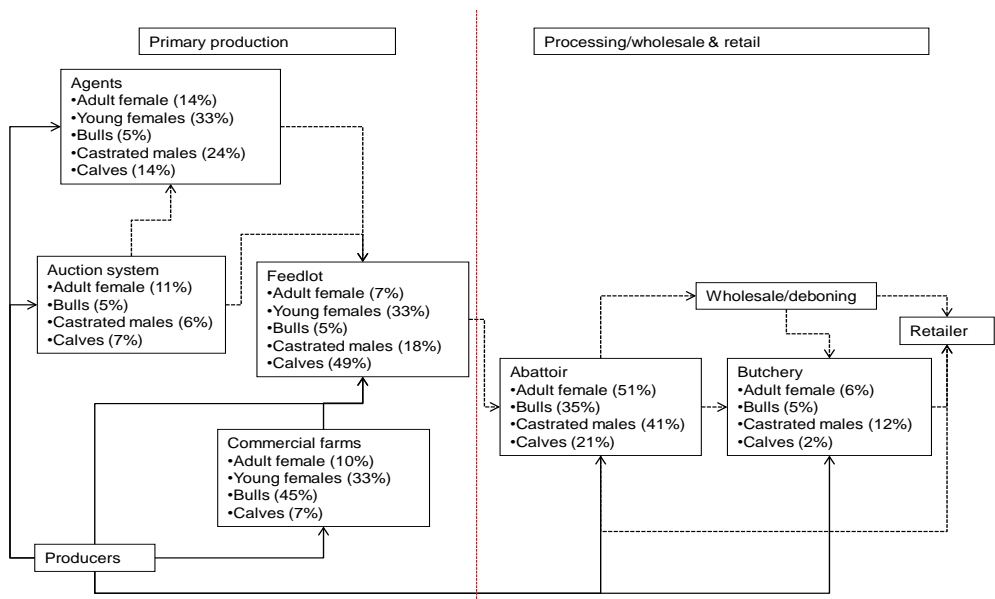 Primary production
Processing/wholesale & retail
Agents
•Adult female (14%)
•Young females (33%)
•Bulls (5%)
•Castrated males (24%)
•Calves (14%)
Auction system
•Adult female (11%)
•Bulls (5%)
•Castrated males (6%)
•Calves (7%)
Feedlot
•Adult female (7%)
•Young females (33%)
•Bulls (5%)
•Castrated males (18%)
•Calves (49%)
Commercial farms
•Adult female (10%)
•Young females (33%)
•Bulls (45%)
•Calves (7%)
Producers
Wholesale/deboning
Retailer
Abattoir
•Adult female (51%)
•Bulls (35%)
•Castrated males (41%)
•Calves (21%)
Butchery
•Adult female (6%)
•Bulls (5%)
•Castrated males (12%)
•Calves (2%)